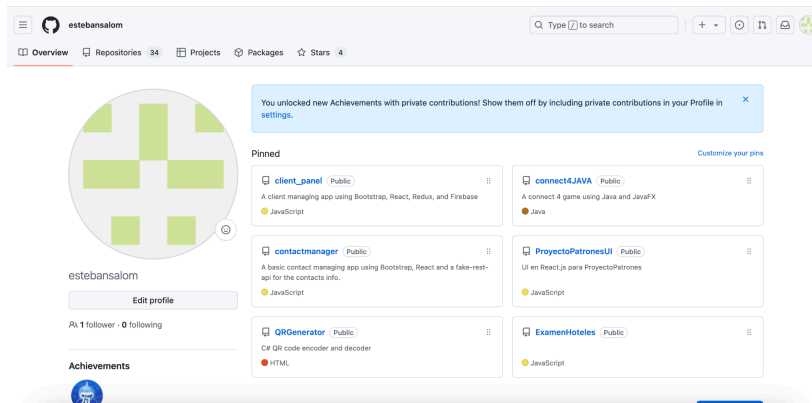 estebansalom
Type / to search
Overview Repositories 34 Projects Packages Stars 4
You unlocked new Achievements with private contributions! Show them off by including private contributions in your Profile in
settings.
Pinned
Customize your pins
client_panel Public
A client managing app using Bootstrap, React, Redux, and Firebase
JavaScript
connect4JAVA Public
A connect 4 game using Java and JavaFX
Java
contactmanager Public
A basic contact managing app using Bootstrap, React and a fake-rest-
api for the contacts info.
JavaScript
ProyectoPatronesUI Public
UI en React.js para ProyectoPatrones
JavaScript
QRGenerator Public
C# QR code encoder and decoder
HTML
ExamenHoteles Public
JavaScript
estebansalom
Edit profile
1 follower · 0 following
Achievements